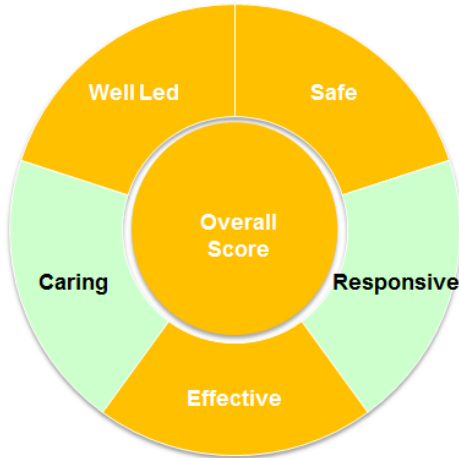 Well Led
Safe
Overall
Score
Caring
Responsive
Effective